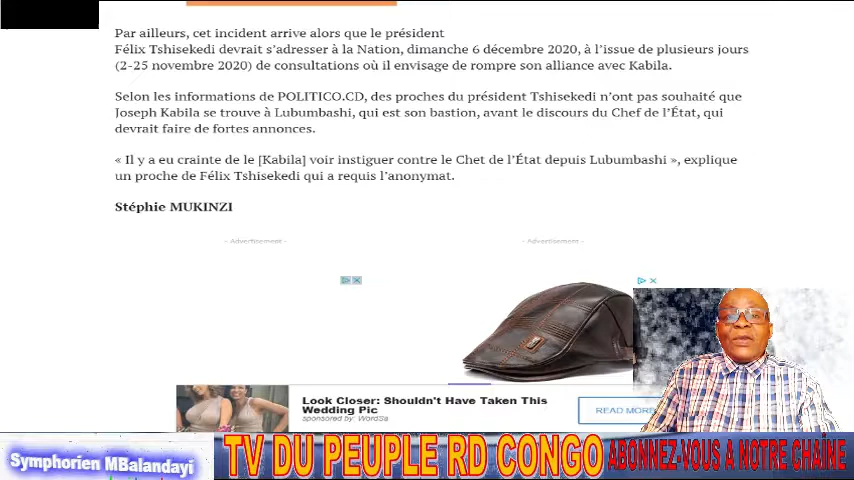 Par ailleurs, cet incident arrive alors que le président
Félix Tshisekedi devrait s'adresser à la Nation, dimanche 6 décembre 2020, à l'issue de plusieurs jours
(2-25 novembre 2020) de consultations où il envisage de rompre son alliance avec Kabila.
Selon les informations de POLITICO.CD, des proches du président Tshisekedi n'ont pas souhaité que
Joseph Kabila se trouve à Lubumbashi, qui est son bastion, avant le discours du Chef de l'État, qui
devrait faire de fortes annonces.
« Il y a eu crainte de le [Kabila] voir instiguer contre le Chet de l'État depuis Lubumbashi », explique
un proche de Félix Tshisekedi qui a requis l'anonymat.
Stéphie MUKINZI
- Advertisement -
- Advertisement -
Look Closer: Shouldn't Have Taken This
Wedding Pic
sponsored by: WordSa
READ MORE
Symphorien MBalandayi
TV DU PEUPLE RD CONGO
ABONNEZ-VOUS A NOTRE CHAÎNE